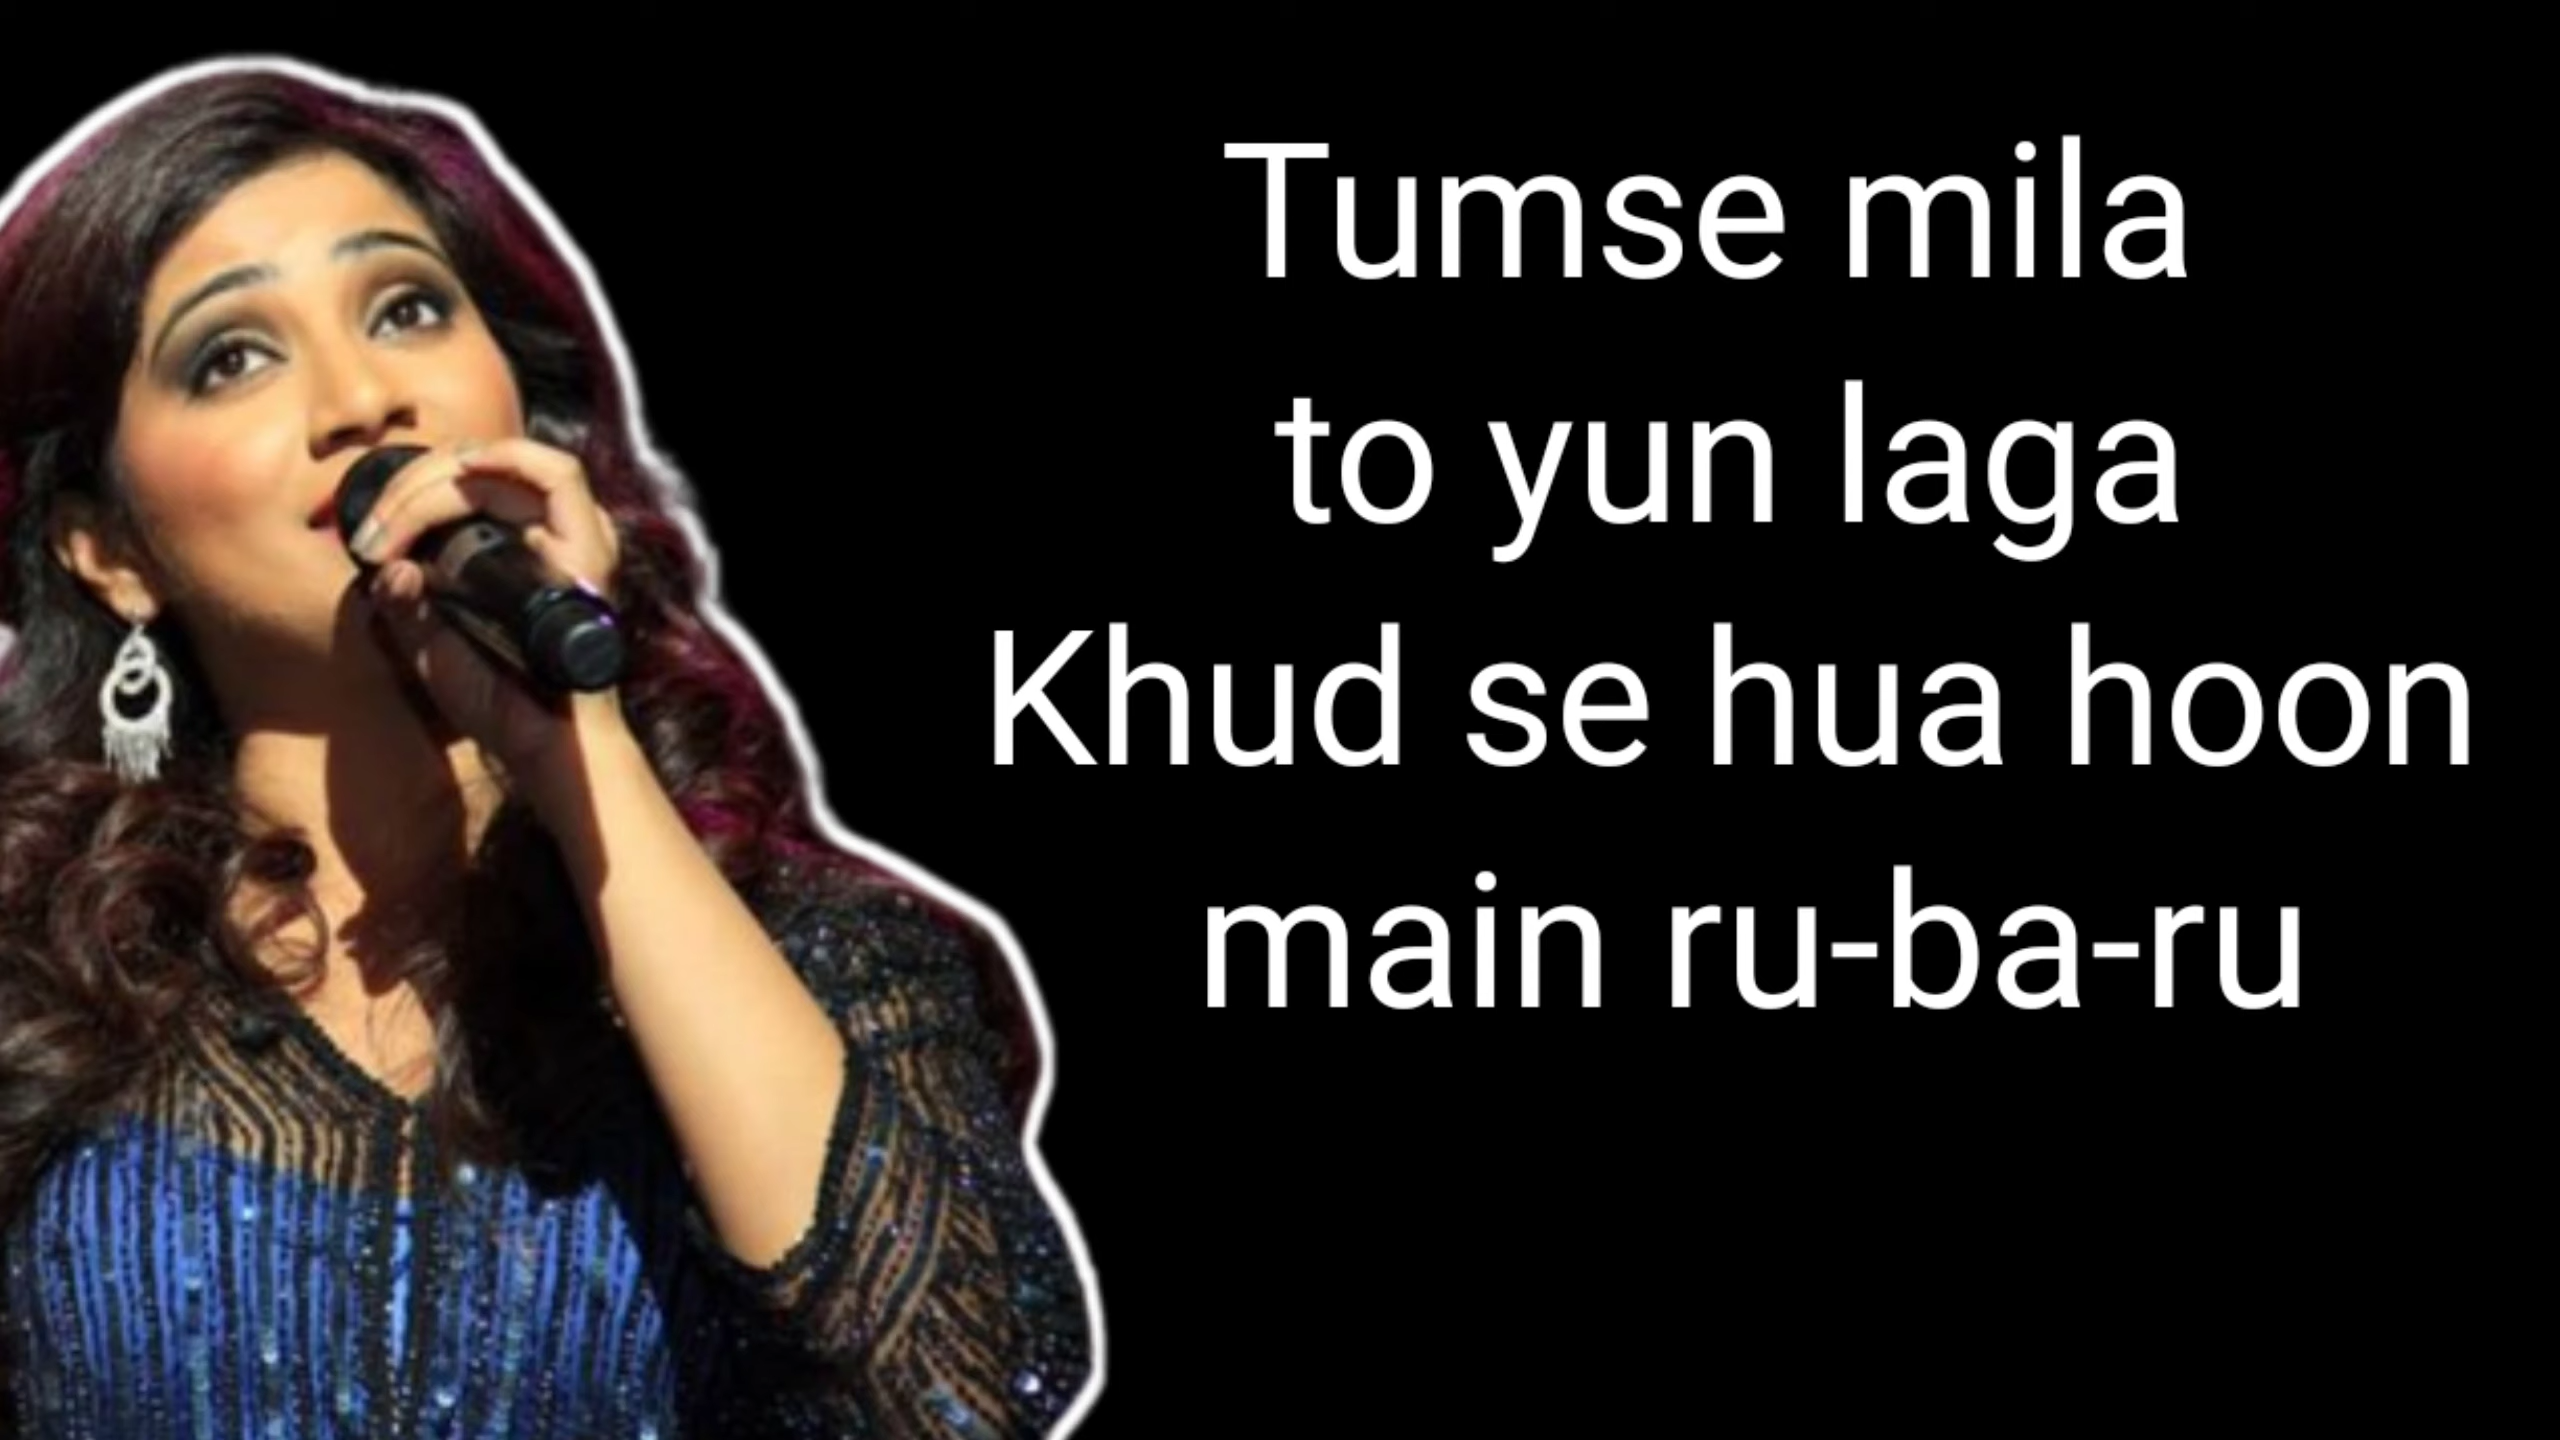 Tumse mila
to yun laga
Khud se hua hoon
main ru-ba-ru